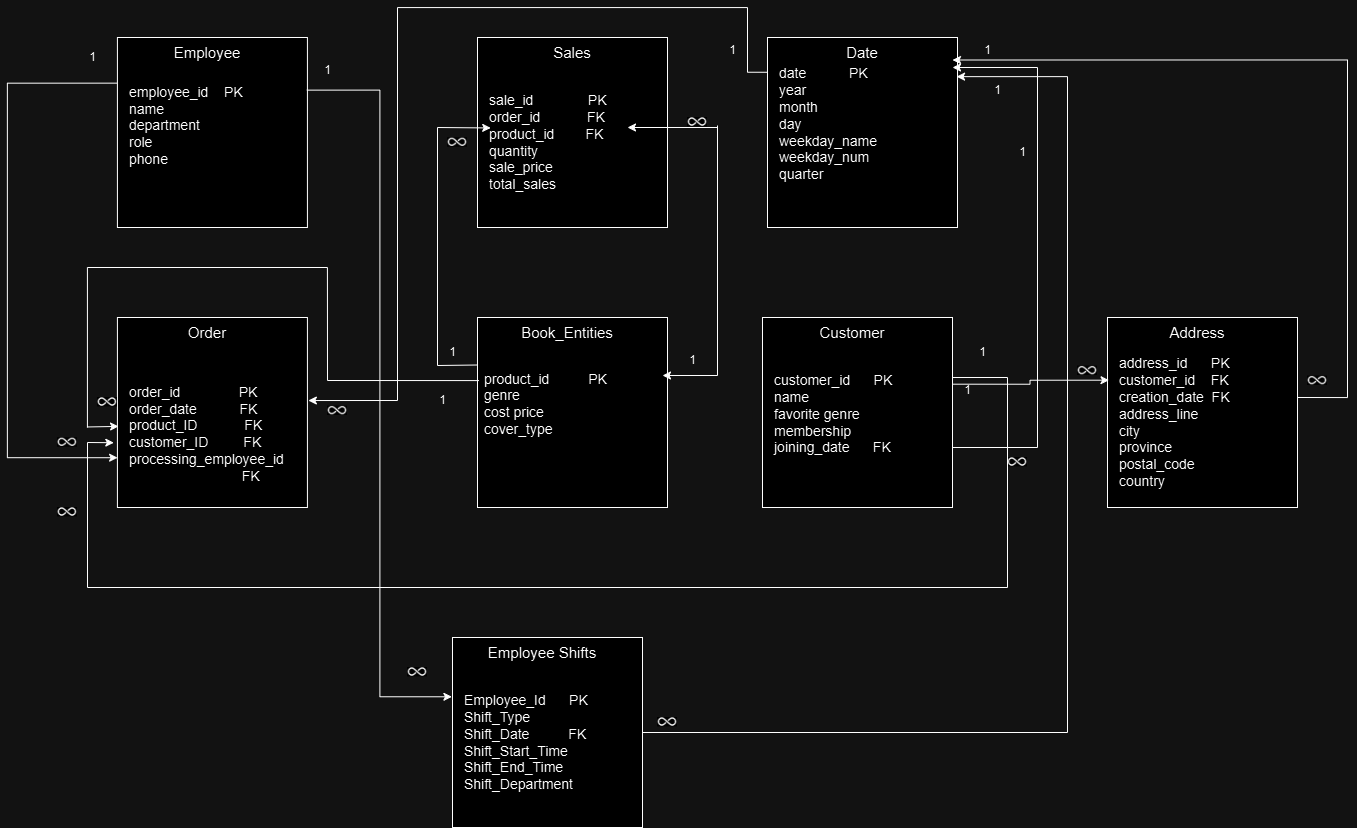 1
Employee
employee_id PK
name
department
role
phone
1
Sales
sale_id PK
order_id FK
product_id FK
quantity
sale_price
total_sales
∞
∞
1
Date
date PK
year
month
day
weekday_name
weekday_num
quarter
1
1
1
Order
order_id PK
order_date FK
product_ID FK
customer_ID FK
processing_employee_id
FK
∞
∞
∞
∞
Book_Entities
product_id PK
genre
cost price
cover_type
1
1
1
Customer
customer_id PK
name
favorite genre
membership
joining_date FK
1
1
∞
∞
Address
address_id PK
customer_id FK
creation_date FK
address_line
city
province
postal_code
country
∞
∞
Employee Shifts
Employee_Id PK
Shift_Type
Shift_Date FK
Shift_Start_Time
Shift_End_Time
Shift_Department
∞